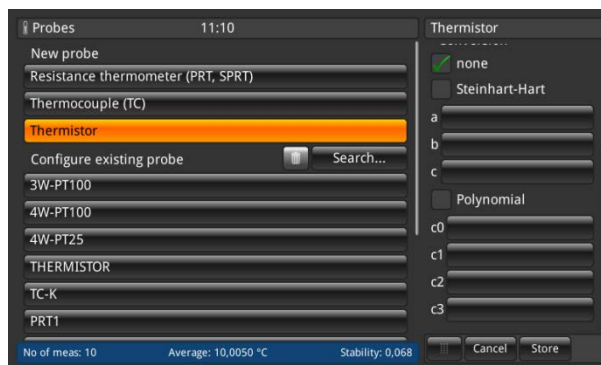 Probes 11:10
New probe
Resistance thermometer (PRT, SPRT)
Thermocouple (TC)
Thermistor
Configure existing probe Search...
3W-PT100
4W-PT100
4W-PT25
THERMISTOR
TC-K
PRT1
No of meas: 10 Average: 10,0050 °C Stability: 0,068
Thermistor
none
Steinhart-Hart
a
b
c
Polynomial
c0
c1
c2
c3
Cancel Store